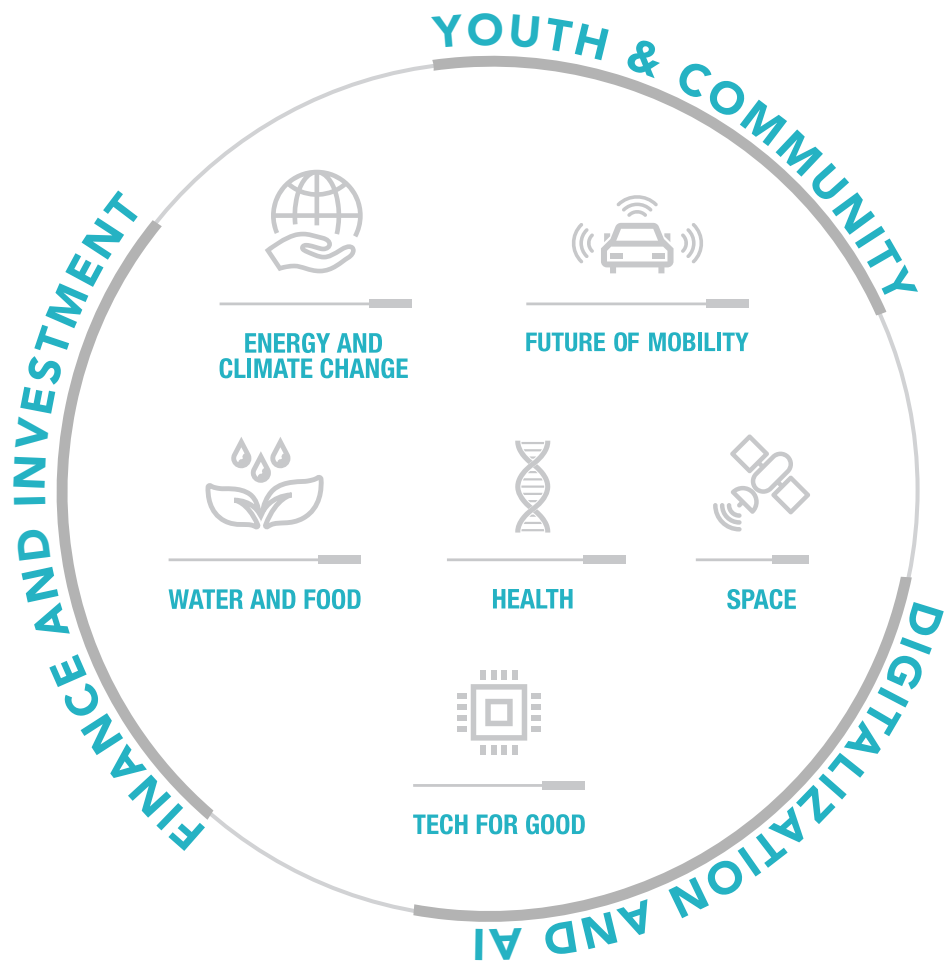 YOUTH & COMMUNITY
ENERGY AND
CLIMATE CHANGE
FUTURE OF MOBILITY
WATER AND FOOD
HEALTH
SPACE
TECH FOR GOOD
FINANCE AND INVESTMENT
DIGITALIZATION AND AI